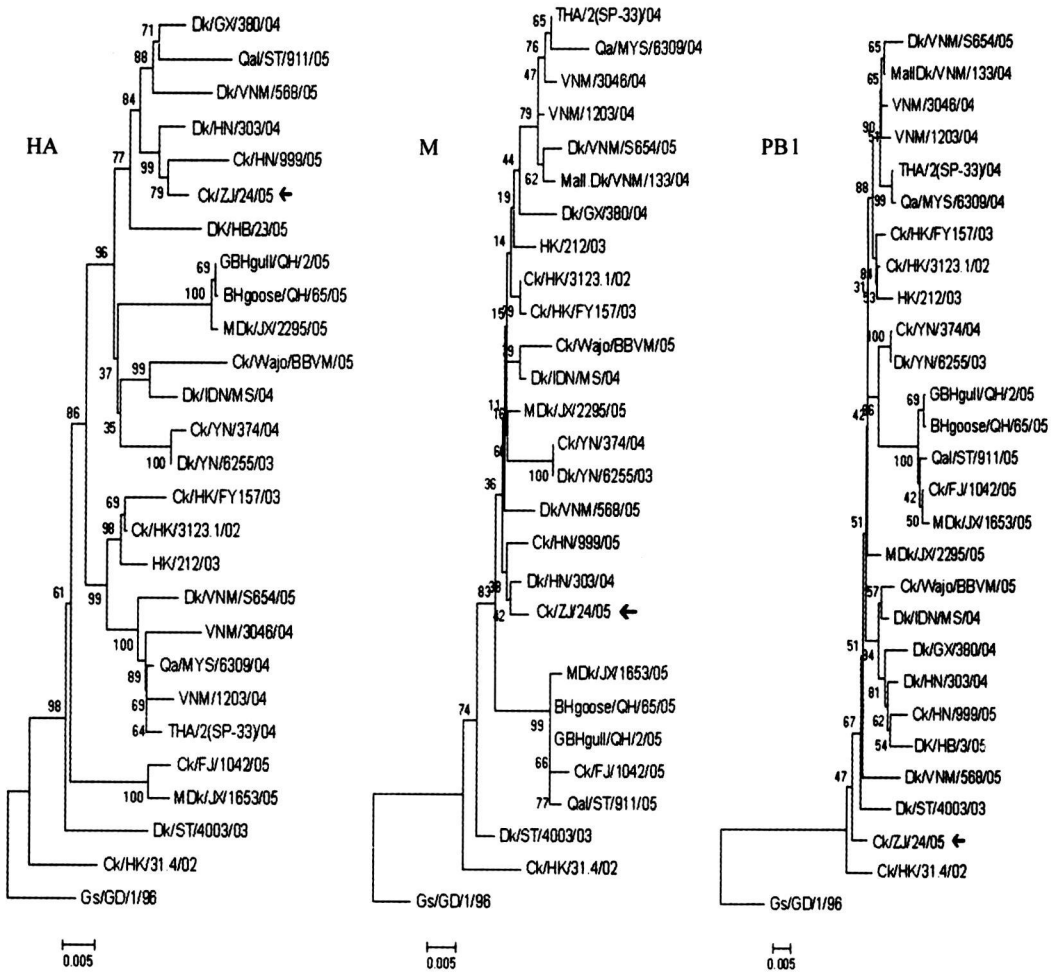 HA
Dk/GX/380/04
Qal/ST/911/05
Dk/VNM/568/05
Dk/HN/303/04
Ck/HN/999/05
Ck/ZJ/24/05
DK/HB/23/05
GBHgull/QH/2/05
BHgoose/QH/65/05
MDk/JX/2295/05
Ck/Wajo/BBVM/05
Dk/IDN/MS/04
Ck/YN/374/04
Dk/YN/6255/03
Ck/HK/FY157/03
Ck/HK/3123.1/02
HK/212/03
Dk/VNM/S654/05
VNM/3046/04
Qa/MYS/6309/04
VNM/1203/04
THA/2(SP-33)/04
Ck/FJ/1042/05
MDk/JX/1653/05
Dk/ST/4003/03
Ck/HK/31.4/02
Gs/GD/1/96
71
88
84
99
79
77
96
69
100
37
99
35
100
86
69
98
99
100
89
69
64
61
98
100
0.005
M
THA/2(SP-33)/04
Qa/MYS/6309/04
VNM/3046/04
VNM/1203/04
Dk/VNM/S654/05
Mall.Dk/VNM/133/04
Dk/GX/380/04
HK/212/03
Ck/HK/3123.1/02
Ck/HK/FY157/03
Ck/Wajo/BBVM/05
Dk/IDN/MS/04
MDk/JX/2295/05
Ck/YN/374/04
Dk/YN/6255/03
Dk/VNM/568/05
Ck/HN/999/05
Dk/HN/303/04
Ck/ZJ/24/05
MDk/JX/1653/05
BHgoose/QH/65/05
GBHgull/QH/2/05
Ck/FJ/1042/05
Qal/ST/911/05
Dk/ST/4003/03
Ck/HK/31.4/02
Gs/GD/1/96
65
76
47
79
62
44
19
14
15
11
100
36
83
42
99
66
77
74
0.005
PB1
Dk/VNM/S654/05
Mall.Dk/VNM/133/04
VNM/3046/04
VNM/1203/04
THA/2(SP-33)/04
Qa/MYS/6309/04
Ck/HK/FY157/03
Ck/HK/3123.1/02
HK/212/03
Ck/YN/374/04
Dk/YN/6255/03
GBHgull/QH/2/05
BHgoose/QH/65/05
Qal/ST/911/05
Ck/FJ/1042/05
MDk/JX/1653/05
MDk/JX/2295/05
Ck/Wajo/BBVM/05
Dk/IDN/MS/04
Dk/GX/380/04
Dk/HN/303/04
Ck/HN/999/05
DK/HB/3/05
Dk/VNM/568/05
Dk/ST/4003/03
Ck/ZJ/24/05
Ck/HK/31.4/02
Gs/GD/1/96
65
65
90
88
99
31
53
100
42
69
100
42
50
51
57
51
81
62
54
67
47
0.005